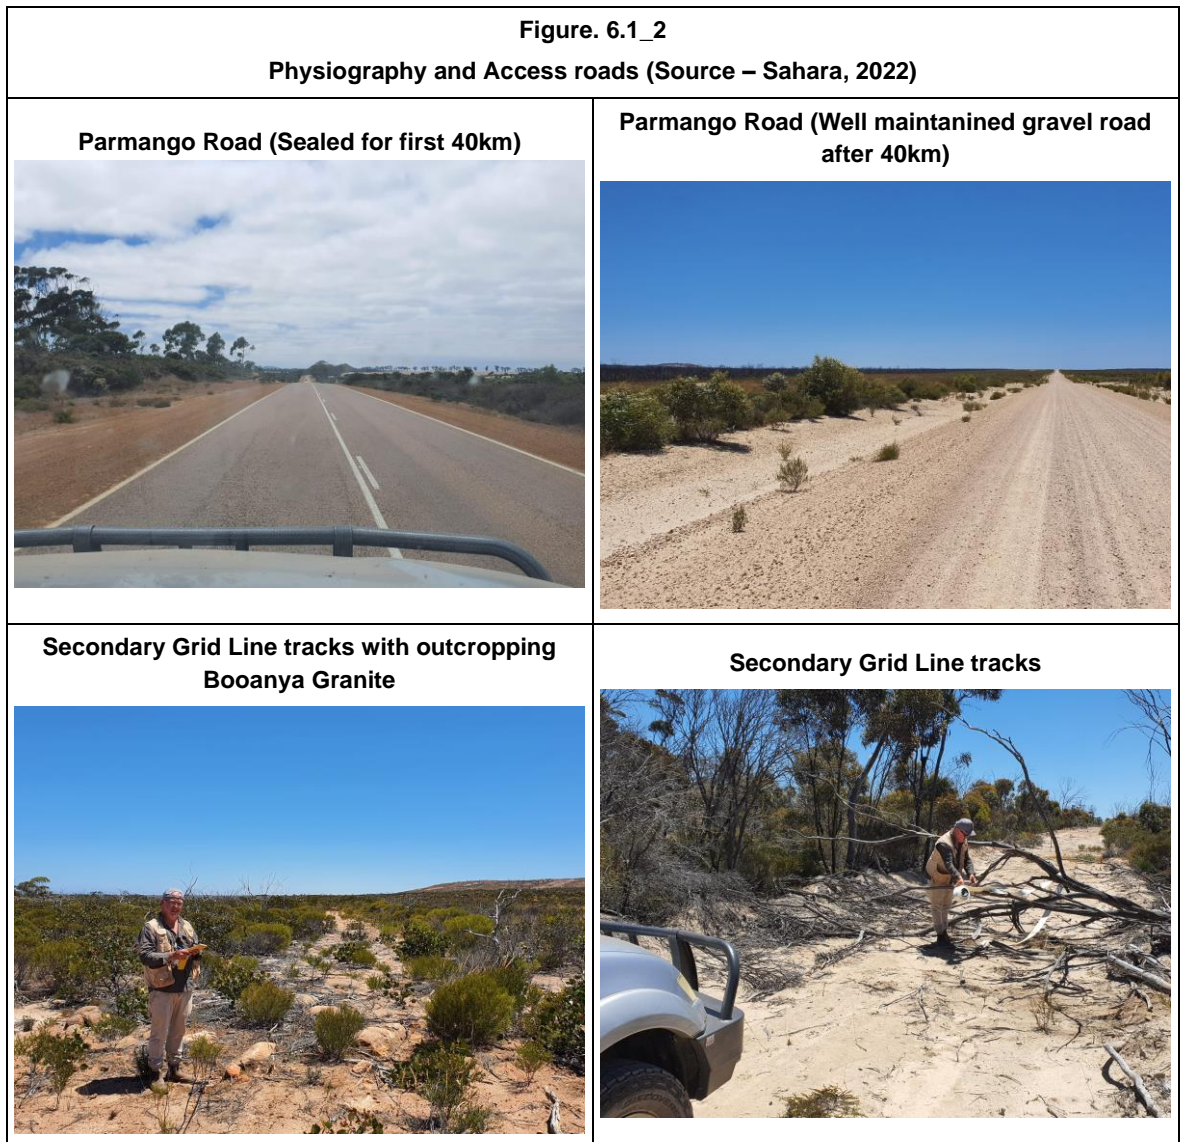 Figure. 6.1_2
Physiography and Access roads (Source – Sahara, 2022)
Parmango Road (Sealed for first 40km)
Parmango Road (Well maintanined gravel road
after 40km)
Secondary Grid Line tracks with outcropping
Booanya Granite
Secondary Grid Line tracks